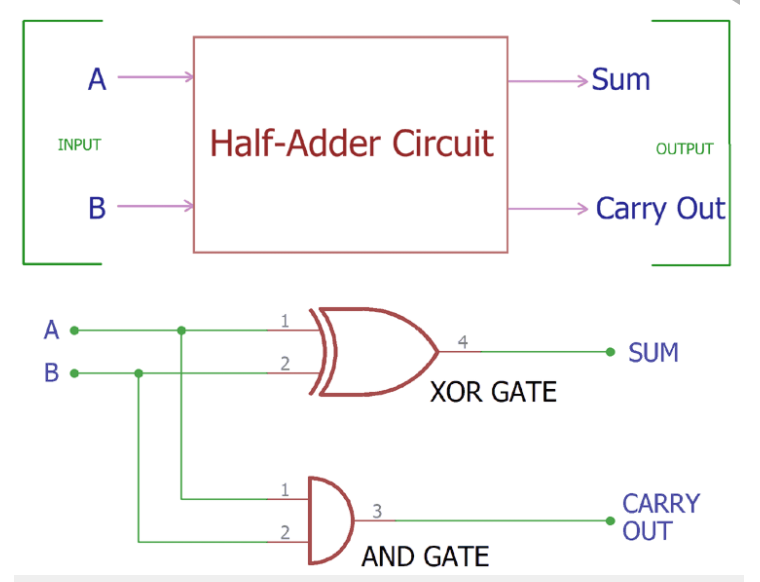 A
Sum
INPUT
Half-Adder Circuit
OUTPUT
B
Carry Out
A
1
4
SUM
B
2
XOR GATE
1
3
CARRY
OUT
2
AND GATE